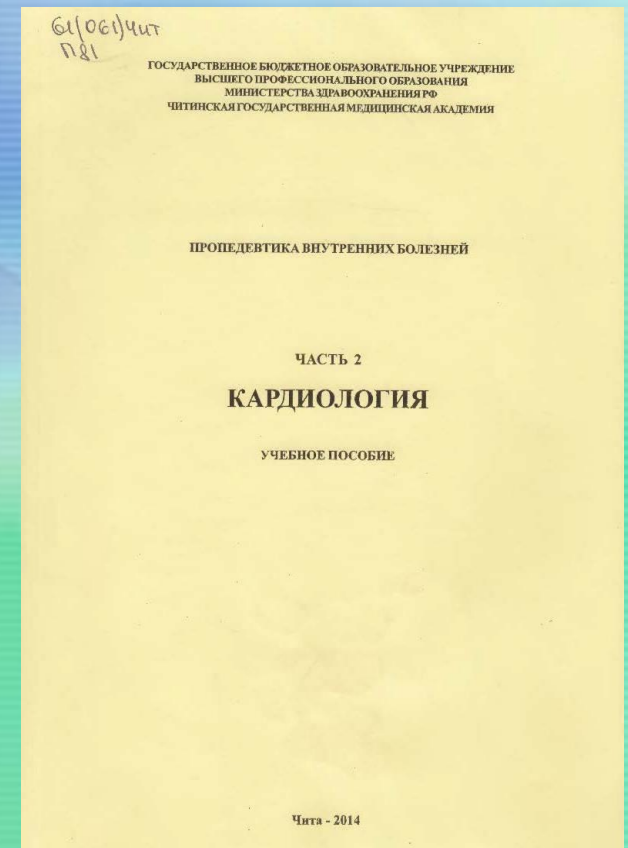 61(061)Чит
П81
ГОСУДАРСТВЕННОЕ БЮДЖЕТНОЕ ОБРАЗОВАТЕЛЬНОЕ УЧРЕЖДЕНИЕ
ВЫСШЕГО ПРОФЕССИОНАЛЬНОГО ОБРАЗОВАНИЯ
МИНИСТЕРСТВА ЗДРАВООХРАНЕНИЯ РФ
ЧИТИНСКАЯ ГОСУДАРСТВЕННАЯ МЕДИЦИНСКАЯ АКАДЕМИЯ
ПРОПЕДЕВТИКА ВНУТРЕННИХ БОЛЕЗНЕЙ
ЧАСТЬ 2
КАРДИОЛОГИЯ
УЧЕБНОЕ ПОСОБИЕ
Чита - 2014